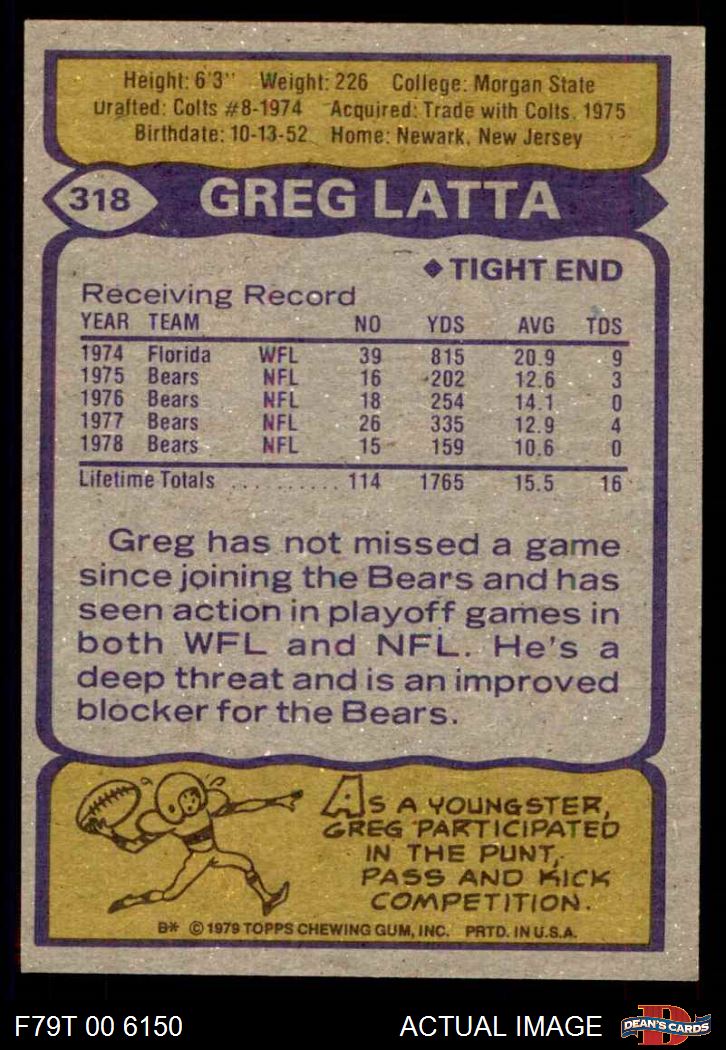 Height: 6'3" Weight: 226 College: Morgan State
Drafted: Colts #8-1974 Acquired: Trade with Colts, 1975
Birthdate: 10-13-52 Home: Newark, New Jersey
318 GREG LATTA
◆ TIGHT END
Receiving Record
YEAR TEAM NO YDS AVG TDS
1974 Florida WFL 39 815 20.9 9
1975 Bears NFL 16 202 12.6 3
1976 Bears NFL 18 254 14.1 0
1977 Bears NFL 26 335 12.9 4
1978 Bears NFL 15 159 10.6 0
Lifetime Totals .......... 114 1765 15.5 16
Greg has not missed a game
since joining the Bears and has
seen action in playoff games in
both WFL and NFL. He's a
deep threat and is an improved
blocker for the Bears.
AS A YOUNGSTER,
GREG PARTICIPATED
IN THE PUNT,
PASS AND KICK
COMPETITION.
B* © 1979 TOPPS CHEWING GUM, INC. PRTD. IN U.S.A.
F79T 00 6150 ACTUAL IMAGE D DEAN'S CARDS